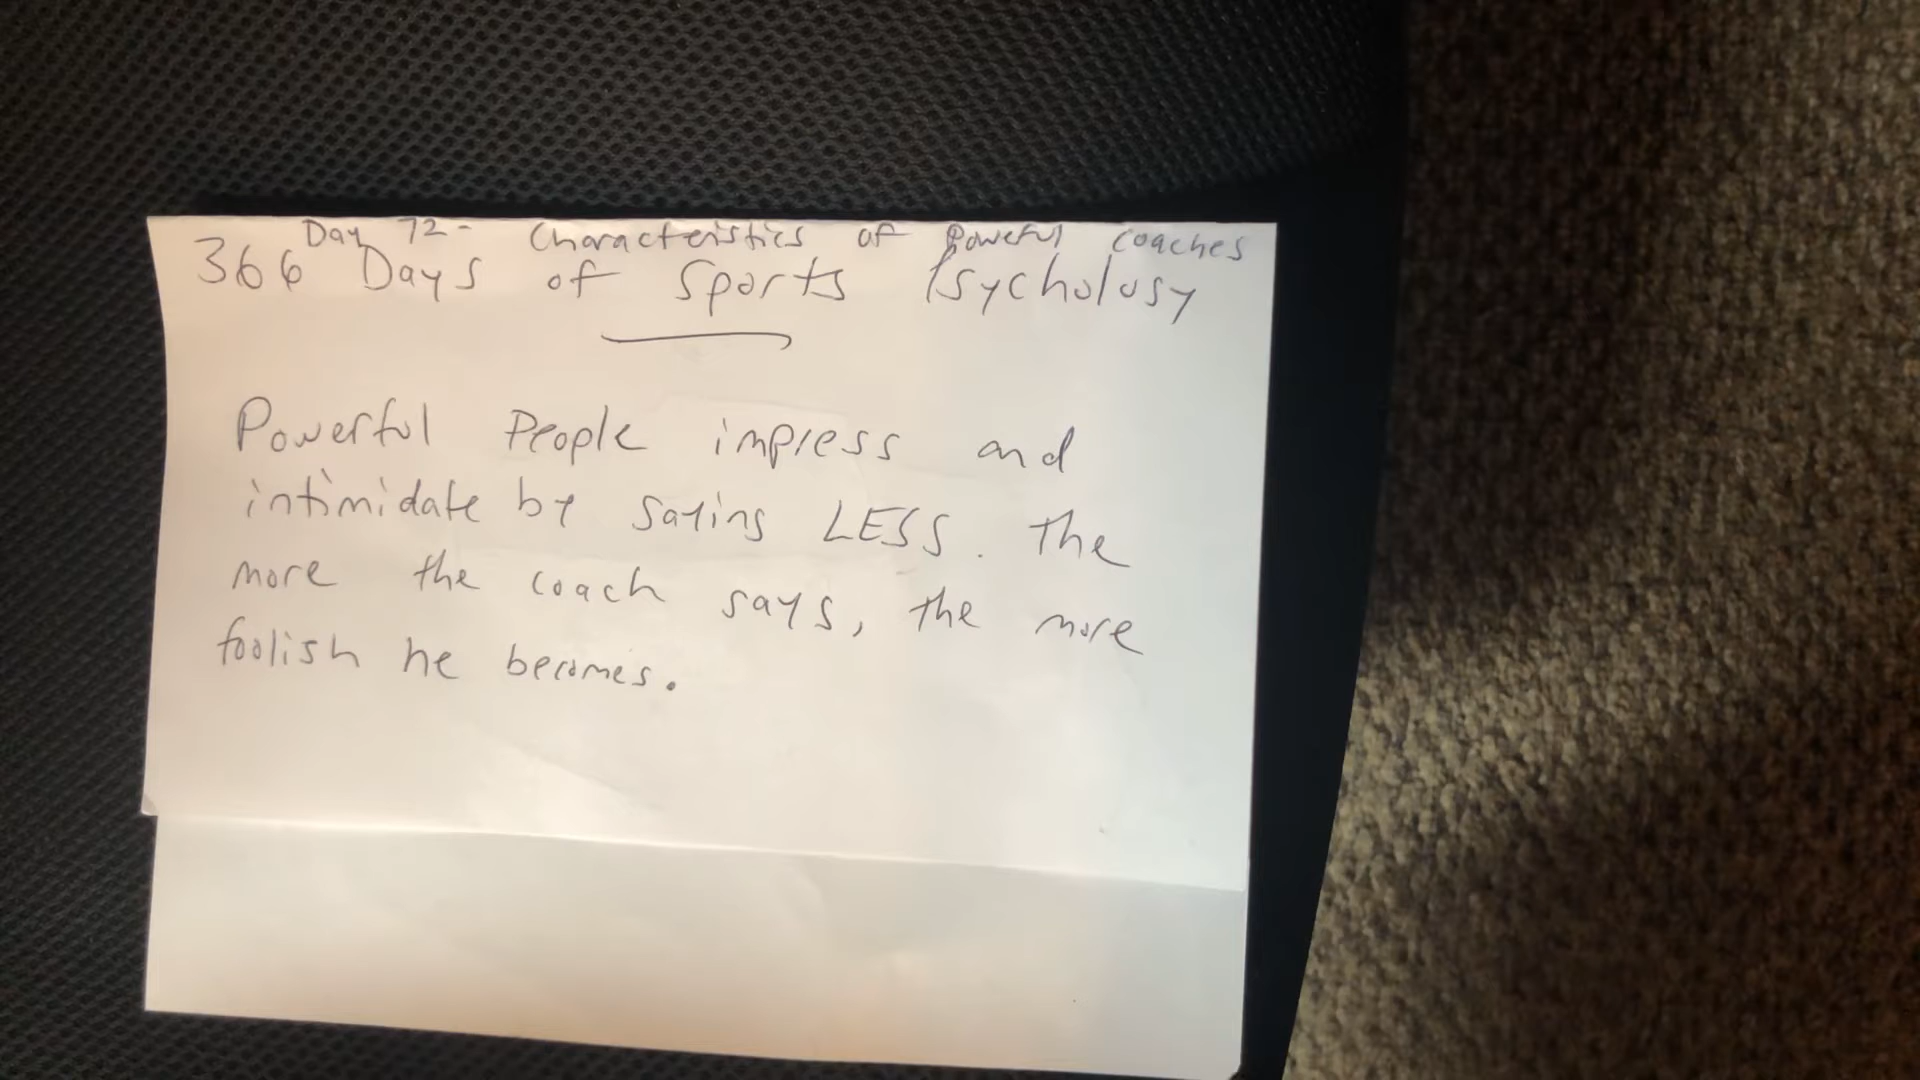 Day 72- Characteristics of Powerful Coaches
366 Days of Sports Psychology
Powerful People impress and
intimidate by saying LESS. The
more the coach says, the more
foolish he becomes.